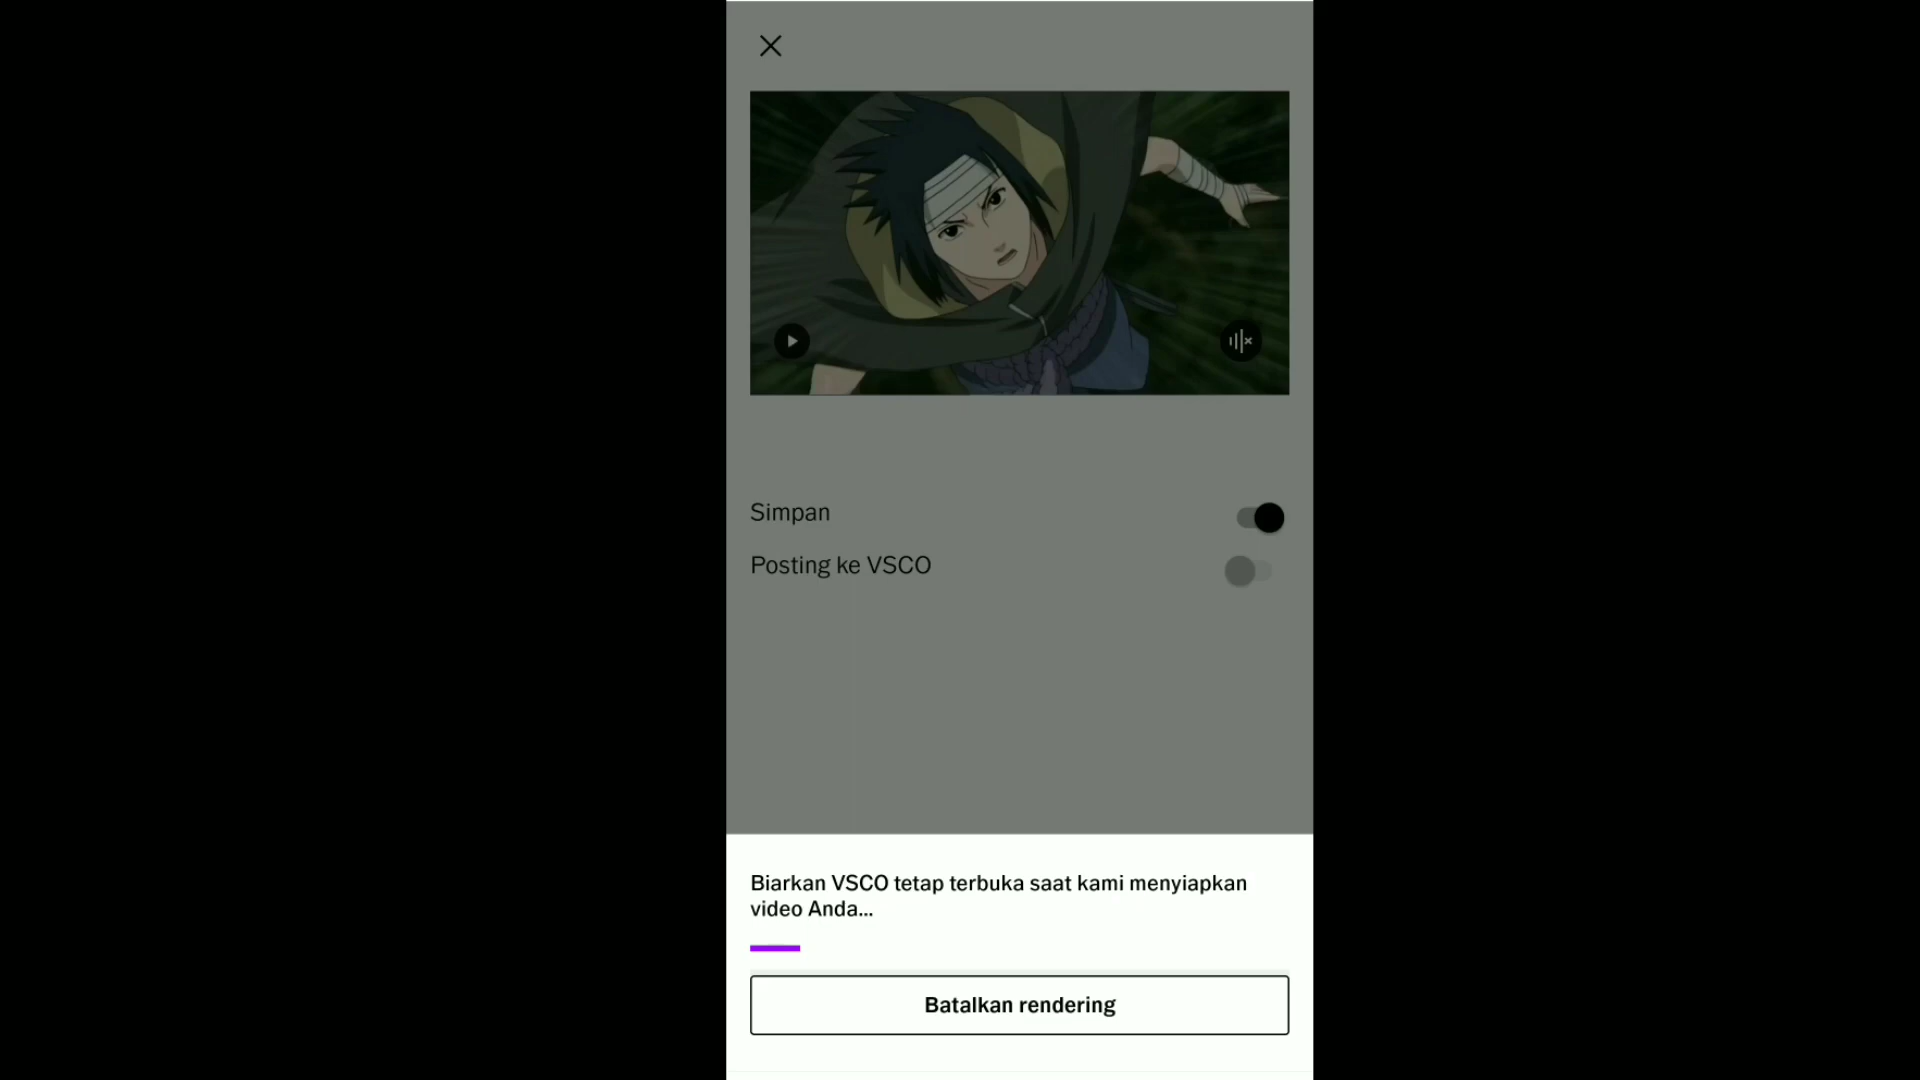 Simpan
Posting ke VSCO
Biarkan VSCO tetap terbuka saat kami menyiapkan
video Anda...
Batalkan rendering